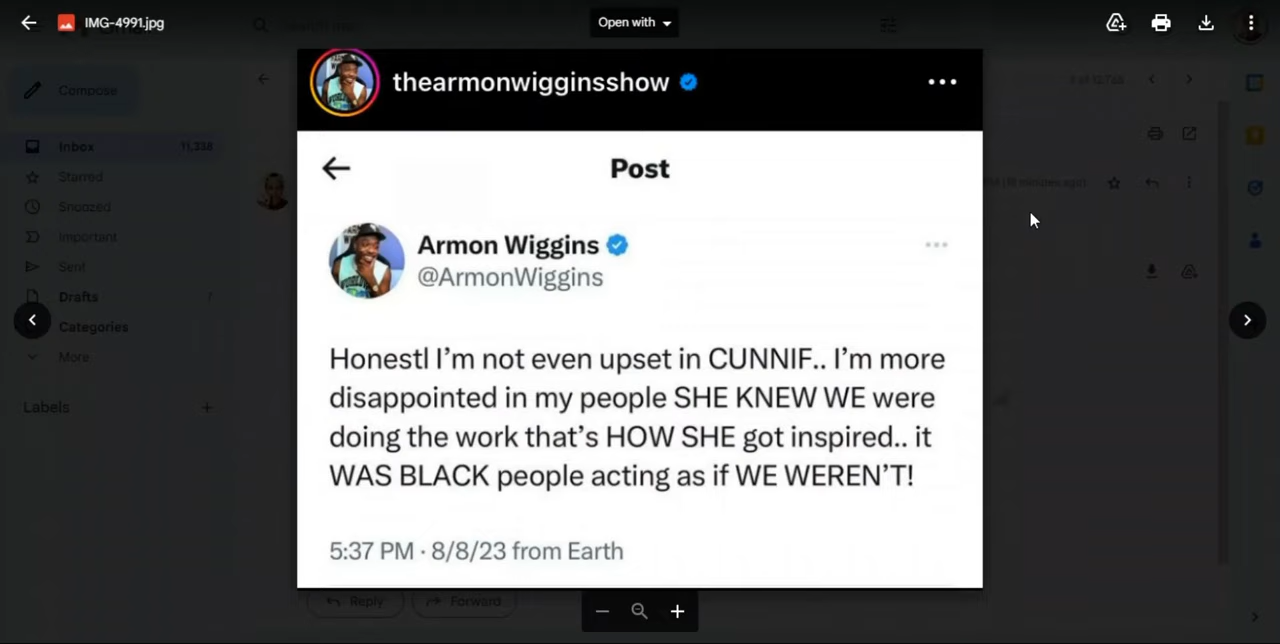 IMG-4991.jpg
Open with
thearmonwigginsshow
Compose
Inbox 11,338
Post
Starred
Snoozed
Armon Wiggins
@ArmonWiggins
Important
Sent
Drafts 7
Categories
More
Labels
Honestl I’m not even upset in CUNNIF.. I’m more
disappointed in my people SHE KNEW WE were
doing the work that’s HOW SHE got inspired.. it
WAS BLACK people acting as if WE WEREN’T!
5:37 PM · 8/8/23 from Earth
Reply Forward